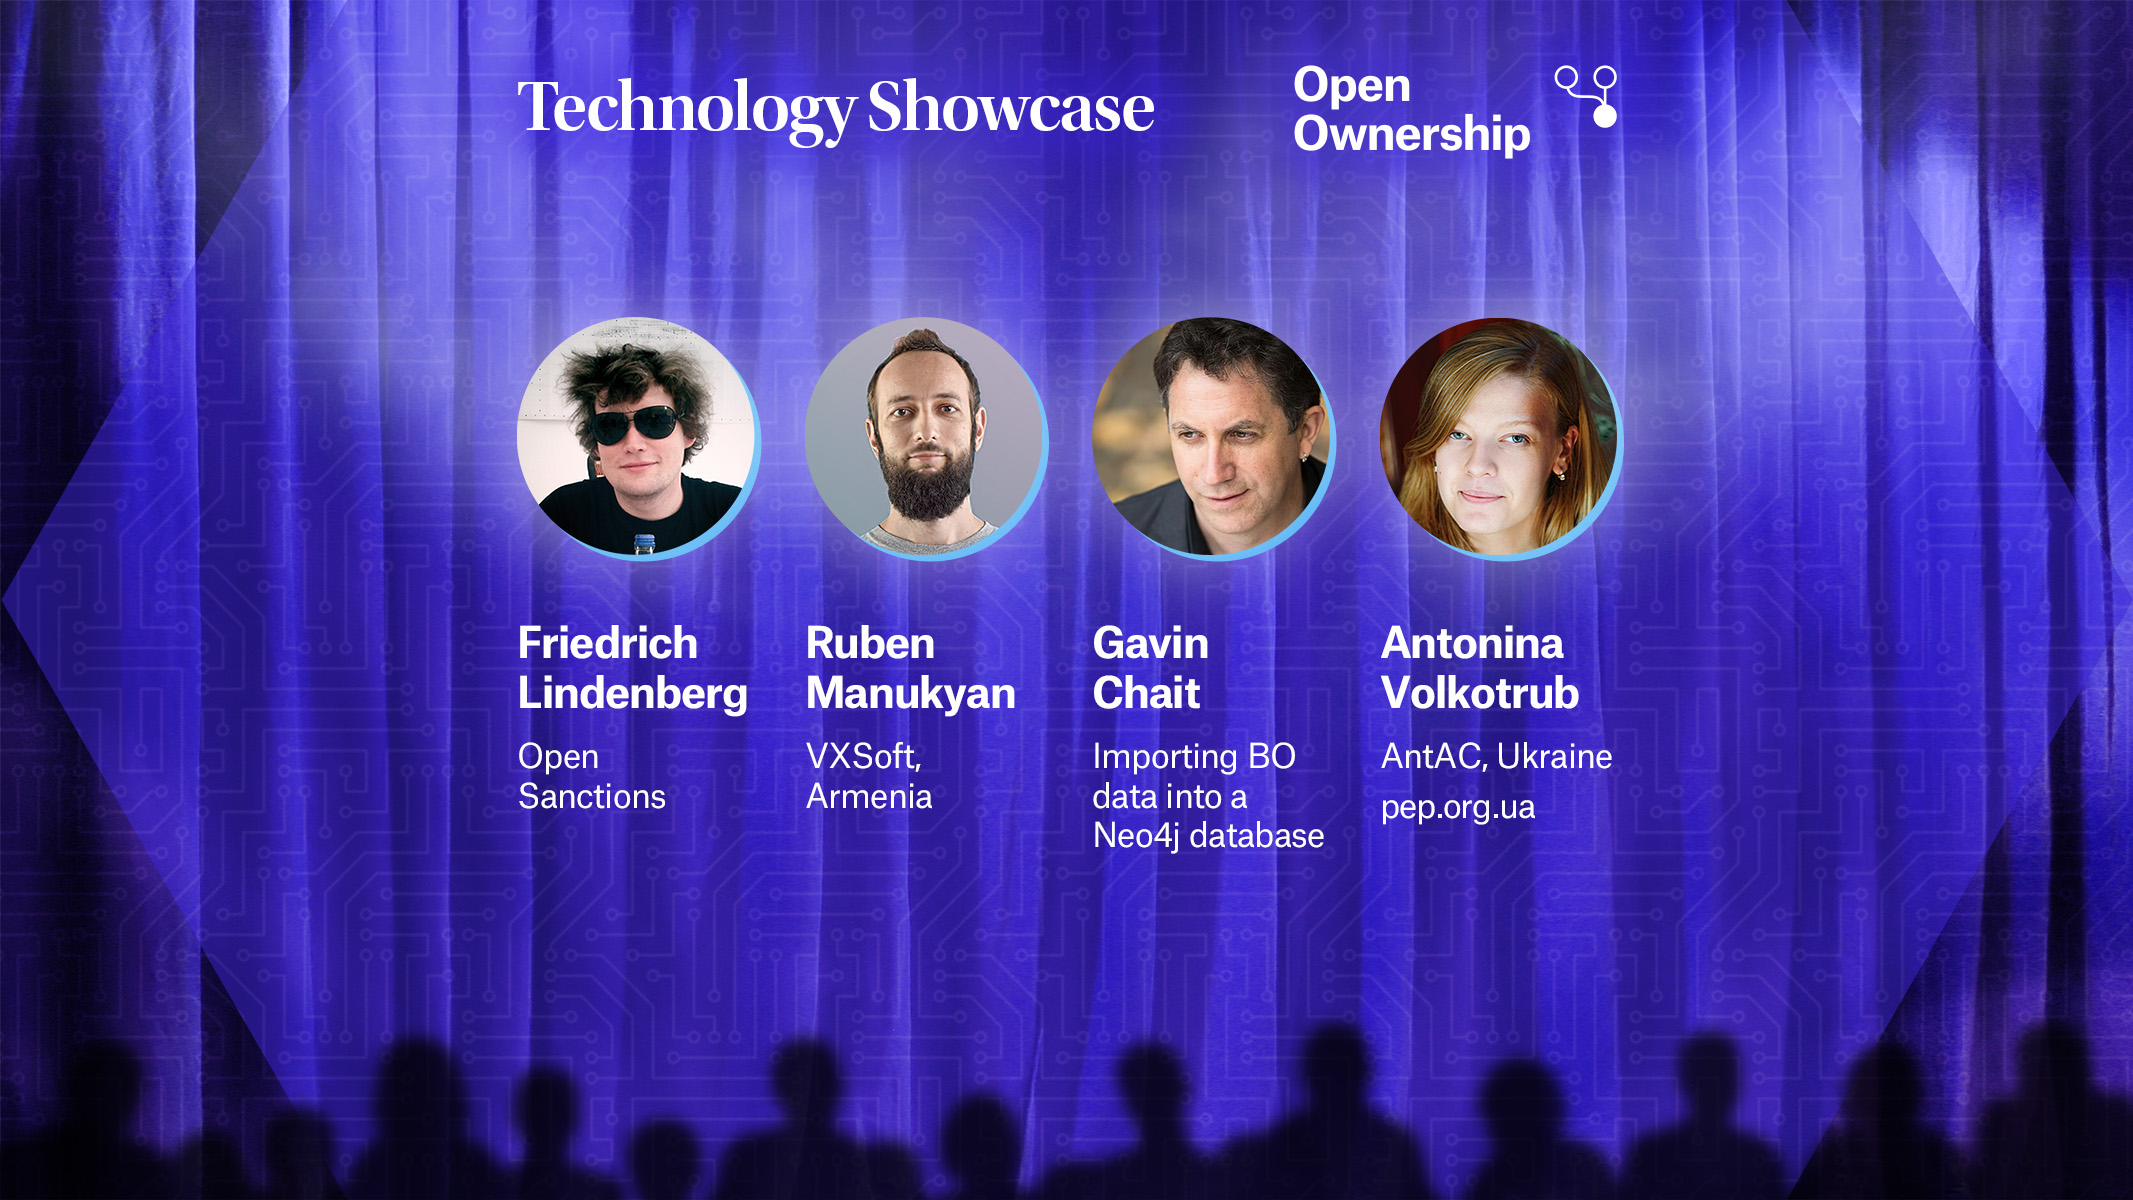 Technology Showcase
Open
Ownership
Friedrich
Lindenberg
Open
Sanctions
Ruben
Manukyan
VXSoft,
Armenia
Gavin
Chait
Importing BO
data into a
Neo4j database
Antonina
Volkotrub
AntAC, Ukraine
pep.org.ua